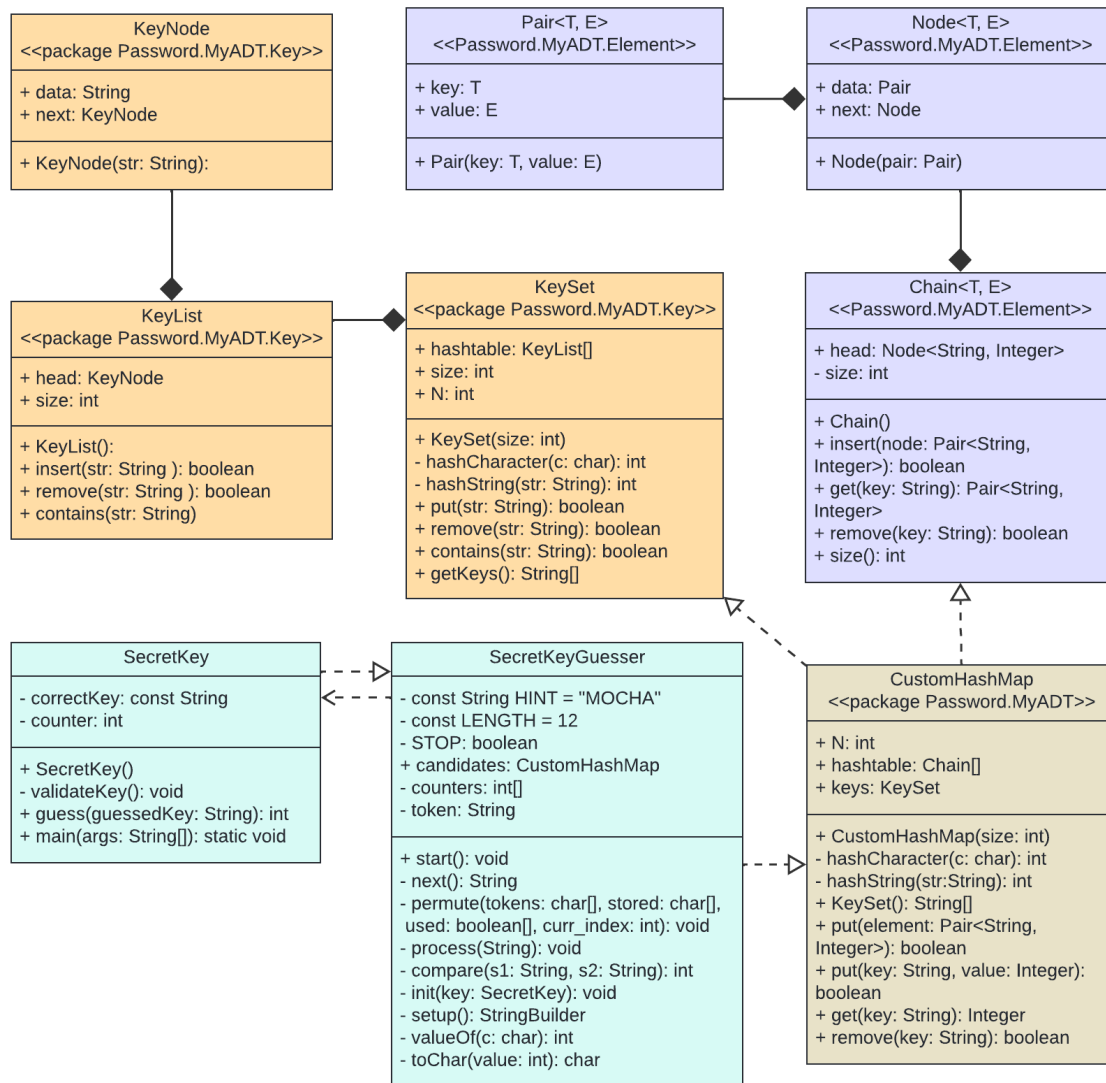 KeyNode
<<package Password.MyADT.Key>>
+ data: String
+ next: KeyNode
+ KeyNode(str: String):
Pair<T, E>
<<Password.MyADT.Element>>
+ key: T
+ value: E
+ Pair(key: T, value: E)
Node<T, E>
<<Password.MyADT.Element>>
+ data: Pair
+ next: Node
+ Node(pair: Pair)
KeyList
<<package Password.MyADT.Key>>
+ head: KeyNode
+ size: int
+ KeyList():
+ insert(str: String ): boolean
+ remove(str: String ): boolean
+ contains(str: String)
KeySet
<<package Password.MyADT.Key>>
+ hashtable: KeyList[]
+ size: int
+ N: int
+ KeySet(size: int)
- hashCharacter(c: char): int
- hashString(str: String): int
+ put(str: String): boolean
+ remove(str: String): boolean
+ contains(str: String): boolean
+ getKeys(): String[]
Chain<T, E>
<<Password.MyADT.Element>>
+ head: Node<String, Integer>
- size: int
+ Chain()
+ insert(node: Pair<String,
Integer>): boolean
+ get(key: String): Pair<String,
Integer>
+ remove(key: String): boolean
+ size(): int
SecretKey
- correctKey: const String
- counter: int
+ SecretKey()
- validateKey(): void
+ guess(guessedKey: String): int
+ main(args: String[]): static void
SecretKeyGuesser
- const String HINT = "MOCHA"
- const LENGTH = 12
- STOP: boolean
+ candidates: CustomHashMap
- counters: int[]
- token: String
+ start(): void
- next(): String
- permute(tokens: char[], stored: char[],
used: boolean[], curr_index: int): void
- process(String): void
- compare(s1: String, s2: String): int
- init(key: SecretKey): void
- setup(): StringBuilder
- valueOf(c: char): int
- toChar(value: int): char
CustomHashMap
<<package Password.MyADT>>
+ N: int
+ hashtable: Chain[]
+ keys: KeySet
+ CustomHashMap(size: int)
- hashCharacter(c: char): int
- hashString(str:String): int
+ KeySet(): String[]
+ put(element: Pair<String,
Integer>): boolean
+ put(key: String, value: Integer):
boolean
+ get(key: String): Integer
+ remove(key: String): boolean